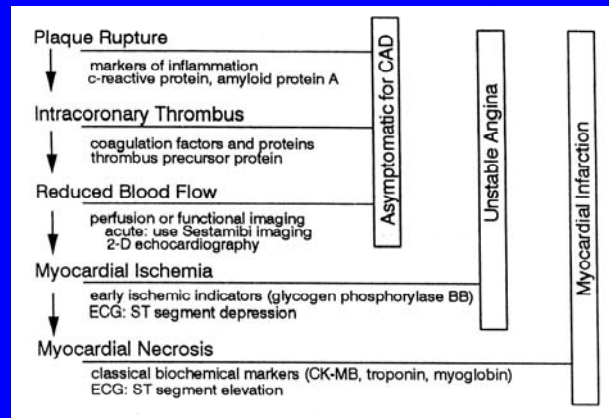 Plaque Rupture
markers of inflammation
c-reactive protein, amyloid protein A
Intracoronary Thrombus
coagulation factors and proteins
thrombus precursor protein
Reduced Blood Flow
perfusion or functional imaging
acute: use Sestamibi imaging
2-D echocardiography
Myocardial Ischemia
early ischemic indicators (glycogen phosphorylase BB)
ECG: ST segment depression
Myocardial Necrosis
classical biochemical markers (CK-MB, troponin, myoglobin)
ECG: ST segment elevation
Asymptomatic for CAD
Unstable Angina
Myocardial Infarction